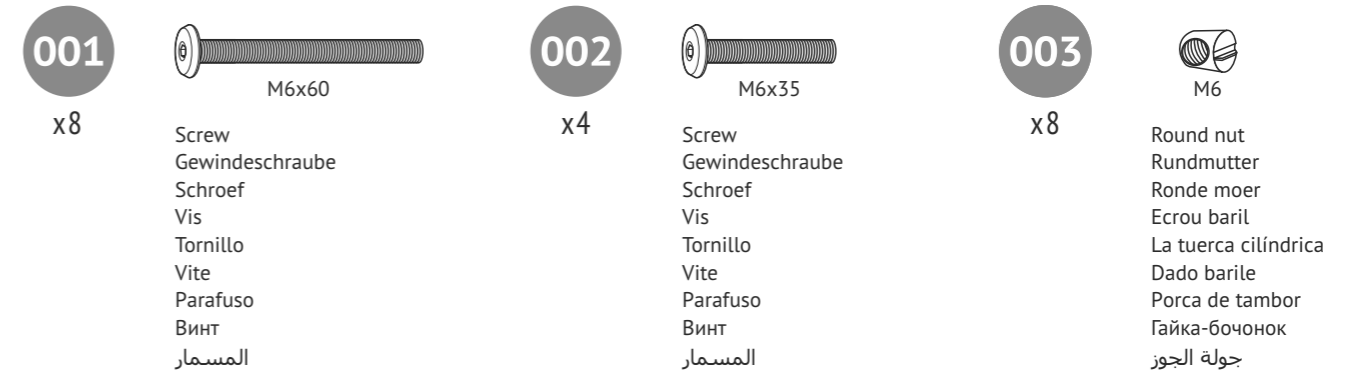 001
x8
M6x60
Screw
Gewindeschraube
Schroef
Vis
Tornillo
Vite
Parafuso
Винт
المسمار
002
x4
M6x35
Screw
Gewindeschraube
Schroef
Vis
Tornillo
Vite
Parafuso
Винт
المسمار
003
x8
M6
Round nut
Rundmutter
Ronde moer
Ecrou baril
La tuerca cilíndrica
Dado barile
Porca de tambor
Гайка-бочонок
جولة الجوز